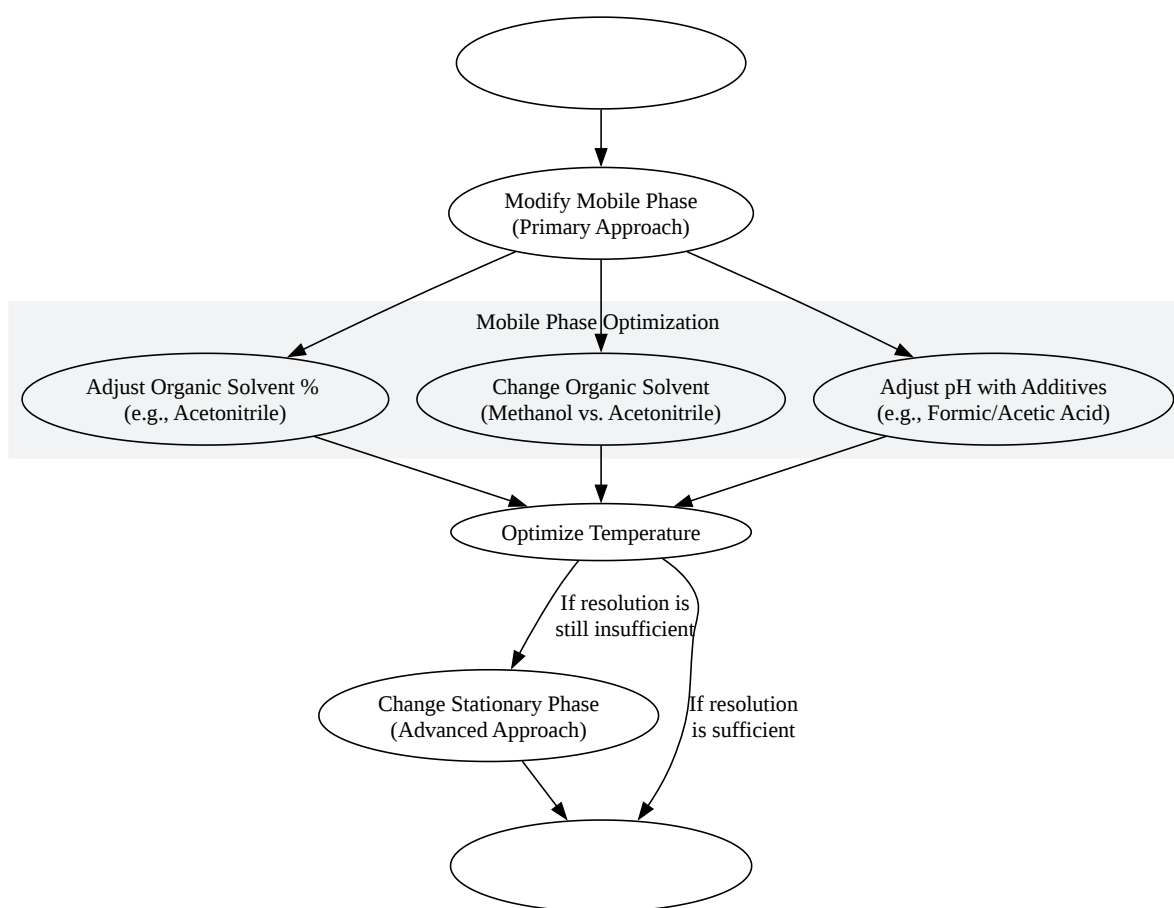 Modify Mobile Phase
(Primary Approach)
Mobile Phase Optimization
Adjust Organic Solvent %
(e.g., Acetonitrile)
Change Organic Solvent
(Methanol vs. Acetonitrile)
Adjust pH with Additives
(e.g., Formic/Acetic Acid)
Optimize Temperature
If resolution is
still insufficient
Change Stationary Phase
(Advanced Approach)
If resolution
is sufficient